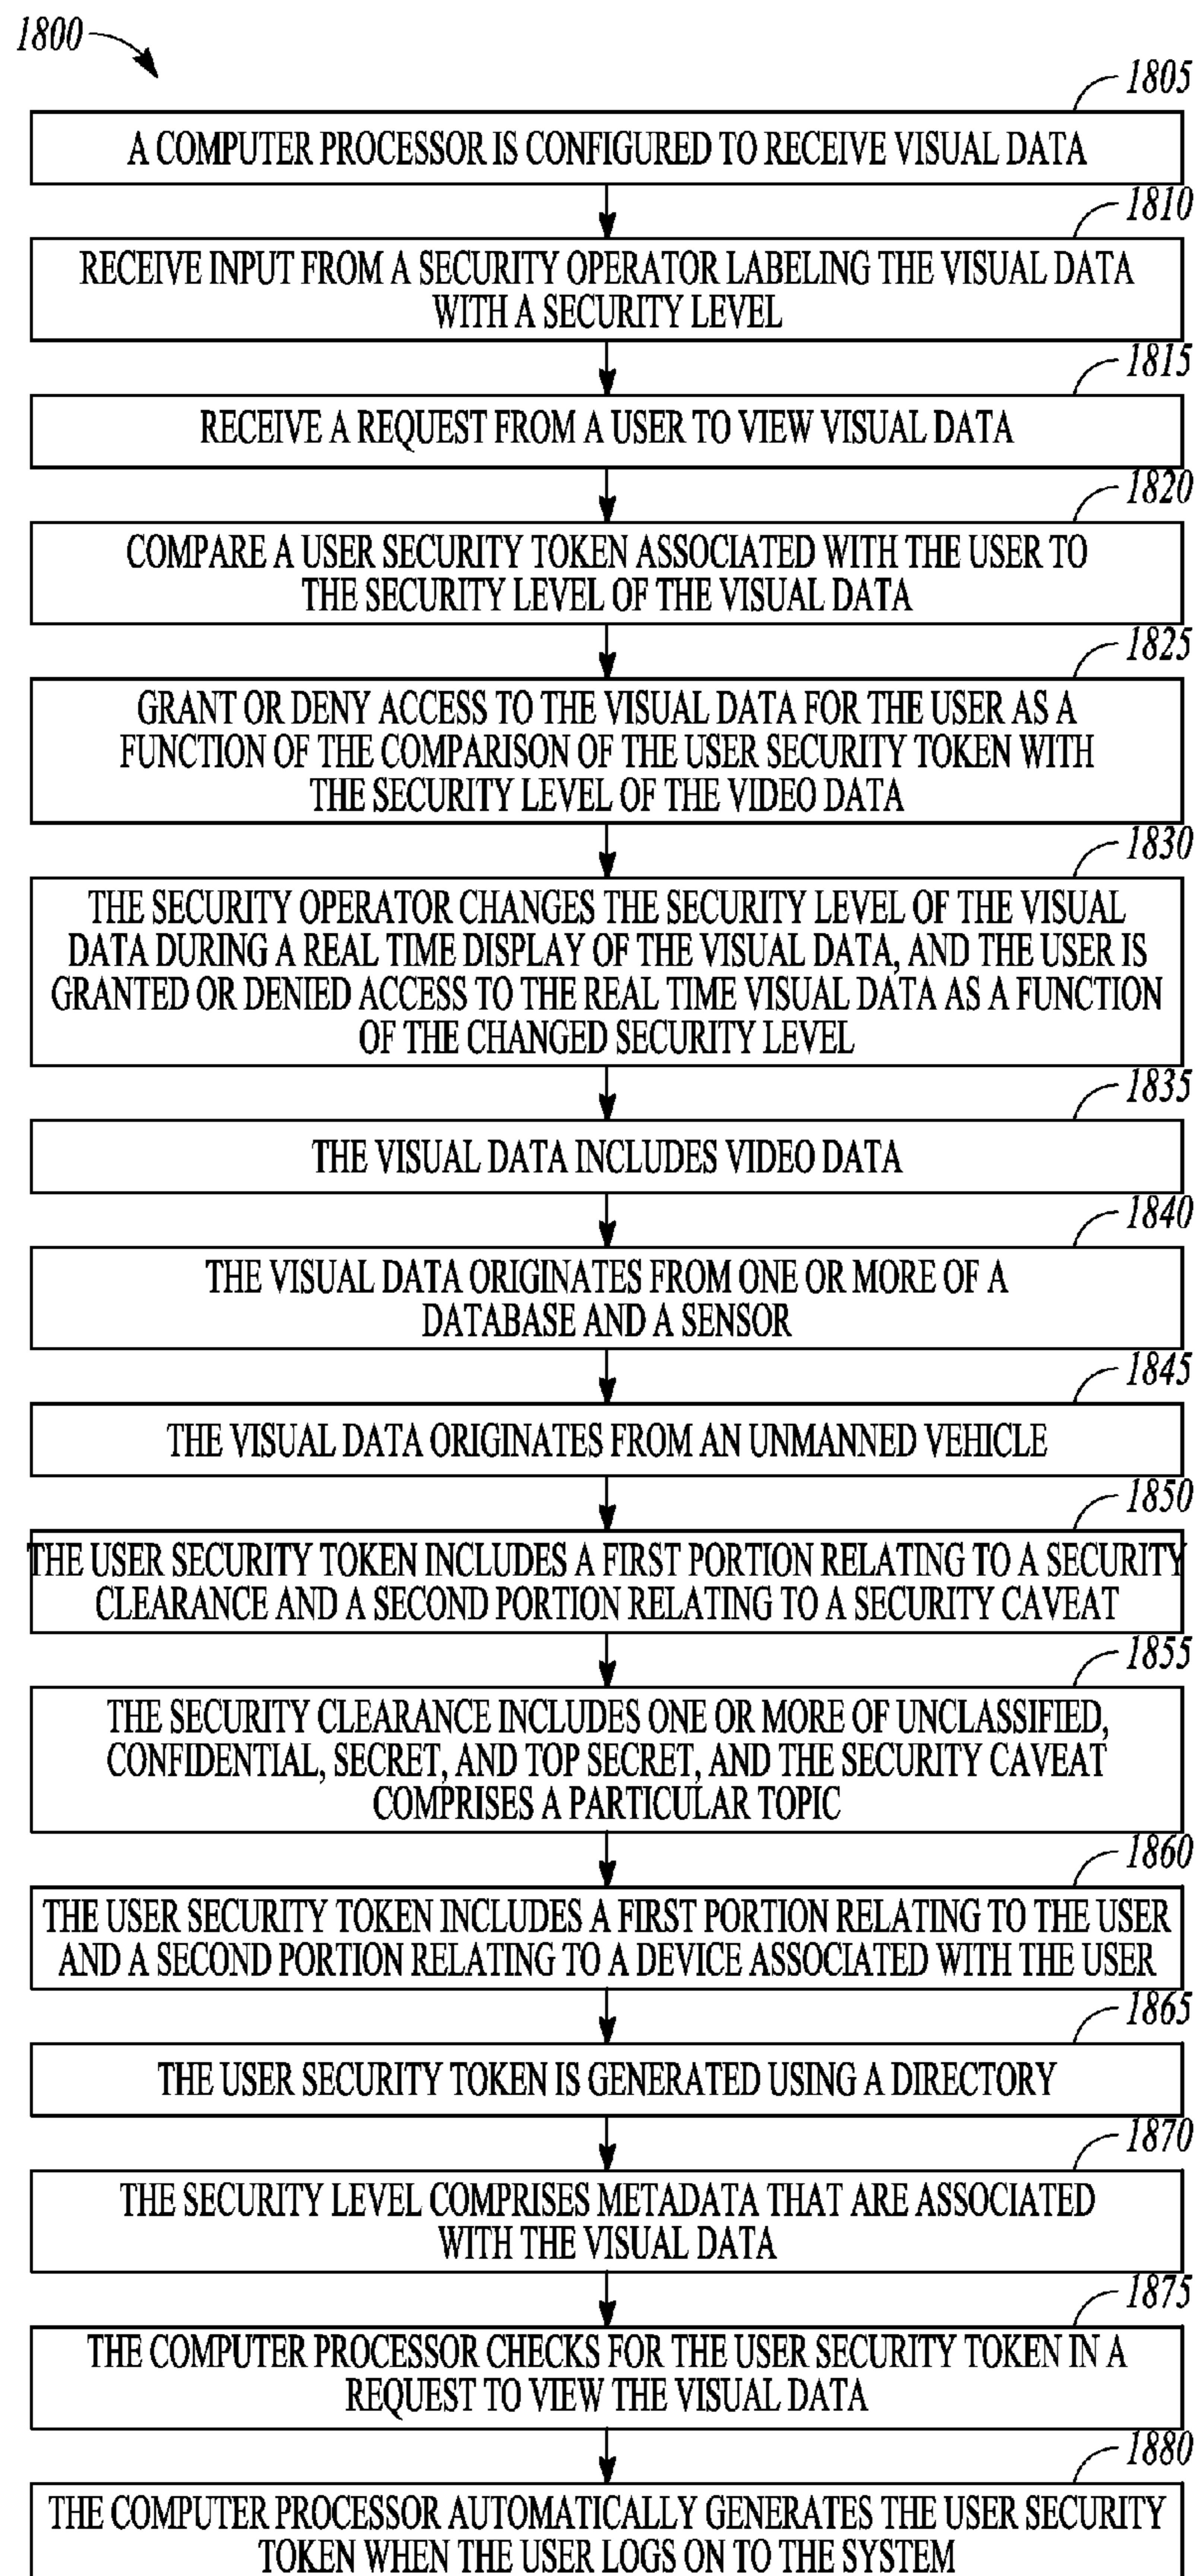 1800
1805
A COMPUTER PROCESSOR IS CONFIGURED TO RECEIVE VISUAL DATA
1810
RECEIVE INPUT FROM A SECURITY OPERATOR LABELING THE VISUAL DATA
WITH A SECURITY LEVEL
1815
RECEIVE A REQUEST FROM A USER TO VIEW VISUAL DATA
1820
COMPARE A USER SECURITY TOKEN ASSOCIATED WITH THE USER TO
THE SECURITY LEVEL OF THE VISUAL DATA
1825
GRANT OR DENY ACCESS TO THE VISUAL DATA FOR THE USER AS A
FUNCTION OF THE COMPARISON OF THE USER SECURITY TOKEN WITH
THE SECURITY LEVEL OF THE VIDEO DATA
1830
THE SECURITY OPERATOR CHANGES THE SECURITY LEVEL OF THE VISUAL
DATA DURING A REAL TIME DISPLAY OF THE VISUAL DATA, AND THE USER IS
GRANTED OR DENIED ACCESS TO THE REAL TIME VISUAL DATA AS A FUNCTION
OF THE CHANGED SECURITY LEVEL
1835
THE VISUAL DATA INCLUDES VIDEO DATA
1840
THE VISUAL DATA ORIGINATES FROM ONE OR MORE OF A
DATABASE AND A SENSOR
1845
THE VISUAL DATA ORIGINATES FROM AN UNMANNED VEHICLE
1850
THE USER SECURITY TOKEN INCLUDES A FIRST PORTION RELATING TO A SECURITY
CLEARANCE AND A SECOND PORTION RELATING TO A SECURITY CAVEAT
1855
THE SECURITY CLEARANCE INCLUDES ONE OR MORE OF UNCLASSIFIED,
CONFIDENTIAL, SECRET, AND TOP SECRET, AND THE SECURITY CAVEAT
COMPRISES A PARTICULAR TOPIC
1860
THE USER SECURITY TOKEN INCLUDES A FIRST PORTION RELATING TO THE USER
AND A SECOND PORTION RELATING TO A DEVICE ASSOCIATED WITH THE USER
1865
THE USER SECURITY TOKEN IS GENERATED USING A DIRECTORY
1870
THE SECURITY LEVEL COMPRISES METADATA THAT ARE ASSOCIATED
WITH THE VISUAL DATA
1875
THE COMPUTER PROCESSOR CHECKS FOR THE USER SECURITY TOKEN IN A
REQUEST TO VIEW THE VISUAL DATA
1880
THE COMPUTER PROCESSOR AUTOMATICALLY GENERATES THE USER SECURITY
TOKEN WHEN THE USER LOGS ON TO THE SYSTEM